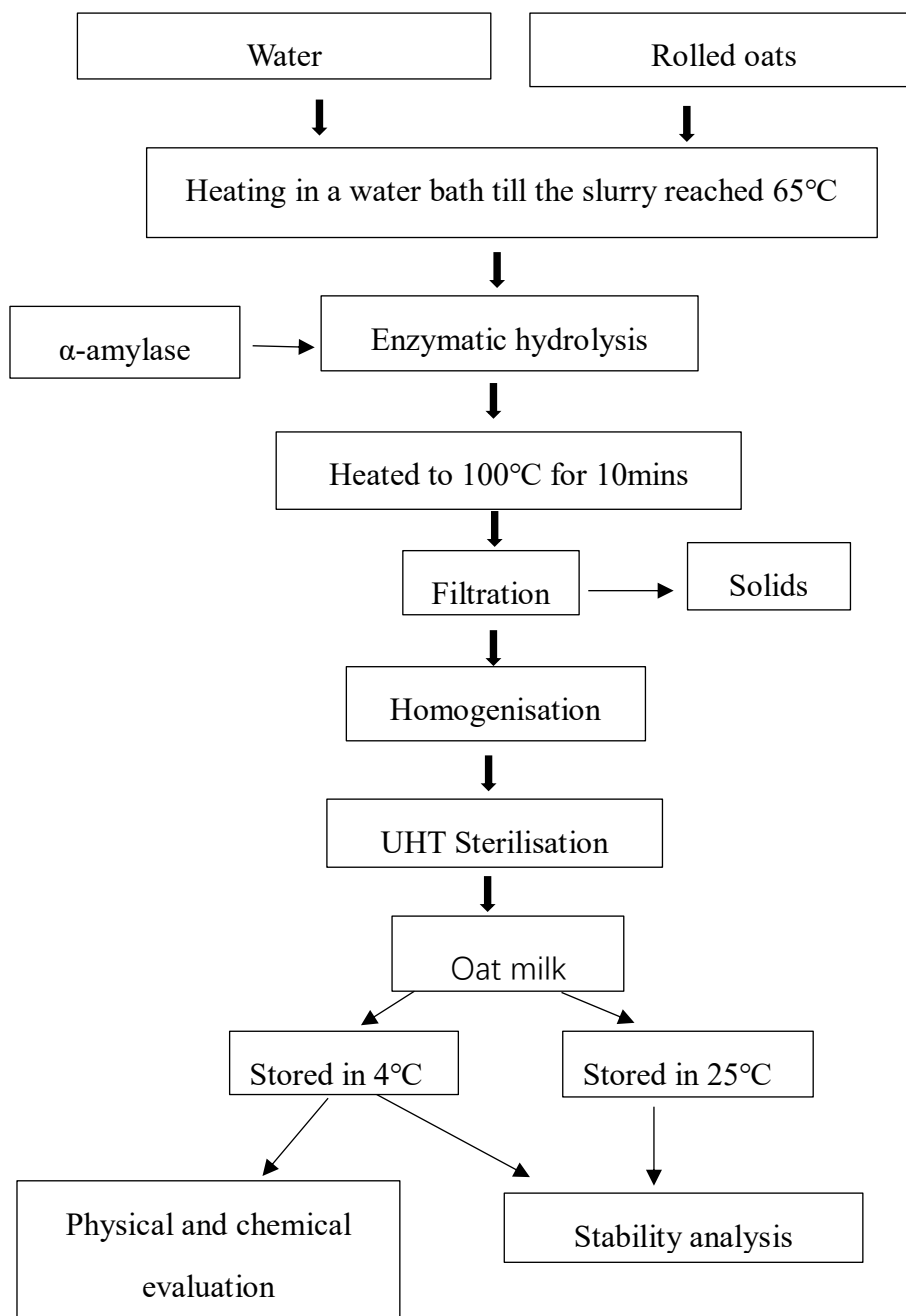 Water
Rolled oats
Heating in a water bath till the slurry reached 65℃
α-amylase
Enzymatic hydrolysis
Heated to 100℃ for 10mins
Filtration
Solids
Homogenisation
UHT Sterilisation
Oat milk
Stored in 4℃
Stored in 25℃
Physical and chemical
evaluation
Stability analysis